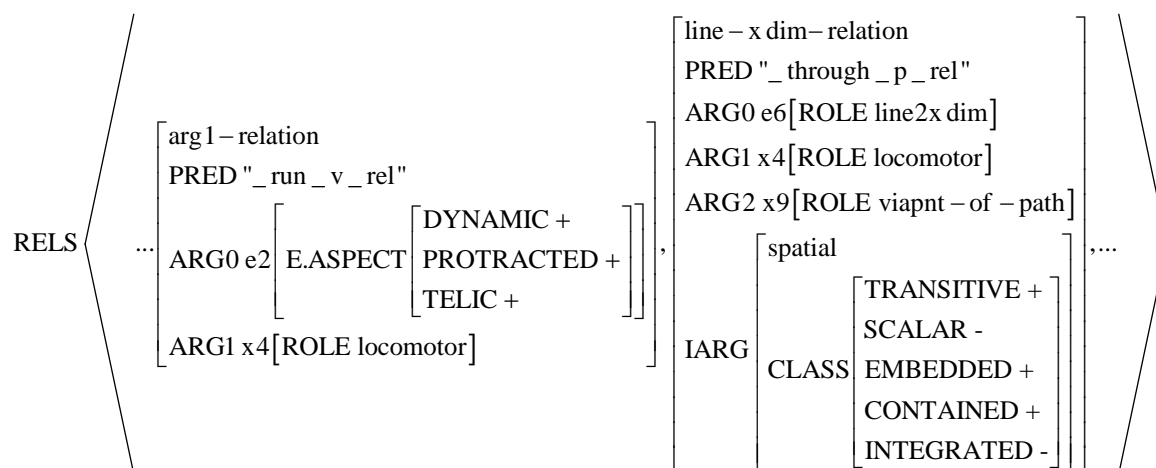 RELS
...
arg1–relation
PRED "_ run _ v _ rel"
ARG0 e2[E.ASPECT[DYNAMIC +
PROTRACTED +
TELIC +]]
ARG1 x4[ROLE locomotor]
,
line – x dim– relation
PRED "_ through _ p _ rel"
ARG0 e6[ROLE line2x dim]
ARG1 x4[ROLE locomotor]
ARG2 x9[ROLE viapnt – of – path]
IARG
spatial
CLASS
TRANSITIVE +
SCALAR -
EMBEDDED +
CONTAINED +
INTEGRATED -
,...